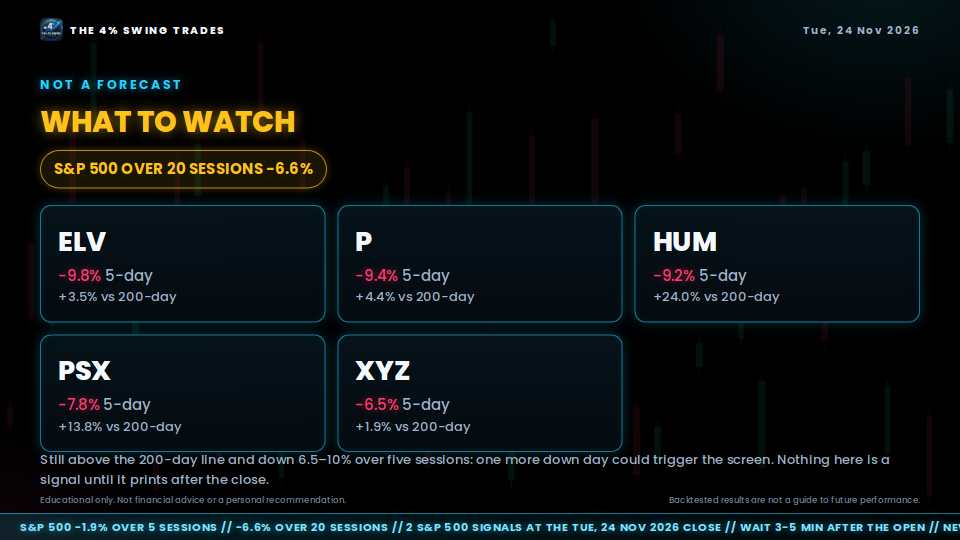 THE 4% SWING TRADES
Tue, 24 Nov 2026
NOT A FORECAST
WHAT TO WATCH
S&P 500 OVER 20 SESSIONS -6.6%
ELV
-9.8% 5-day
+3.5% vs 200-day
P
-9.4% 5-day
+4.4% vs 200-day
HUM
-9.2% 5-day
+24.0% vs 200-day
PSX
-7.8% 5-day
+13.8% vs 200-day
XYZ
-6.5% 5-day
+1.9% vs 200-day
Still above the 200-day line and down 6.5–10% over five sessions: one more down day could trigger the screen. Nothing here is a
signal until it prints after the close.
Educational only. Not financial advice or a personal recommendation.
Backtested results are not a guide to future performance.
S&P 500 -1.9% OVER 5 SESSIONS // -6.6% OVER 20 SESSIONS // 2 S&P 500 SIGNALS AT THE TUE, 24 NOV 2026 CLOSE // WAIT 3-5 MIN AFTER THE OPEN //